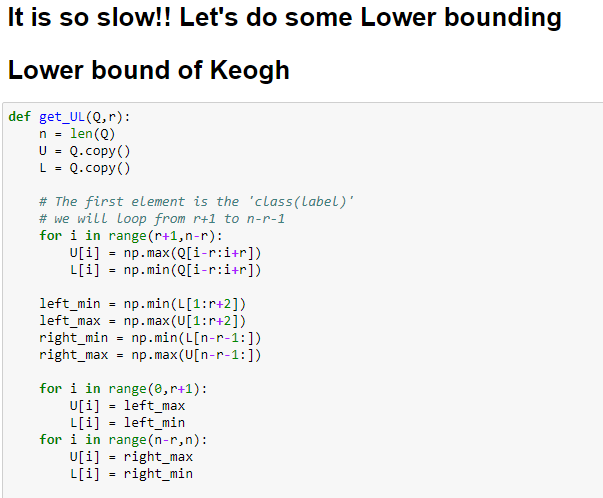 It is so slow!! Let's do some Lower bounding
Lower bound of Keogh
def get_UL(Q,r):
    n = len(Q)
    U = Q.copy()
    L = Q.copy()

    # The first element is the 'class(label)'
    # we will loop from r+1 to n-r-1
    for i in range(r+1,n-r):
        U[i] = np.max(Q[i-r:i+r])
        L[i] = np.min(Q[i-r:i+r])

    left_min = np.min(L[1:r+2])
    left_max = np.max(U[1:r+2])
    right_min = np.min(L[n-r-1:])
    right_max = np.max(U[n-r-1:])

    for i in range(0,r+1):
        U[i] = left_max
        L[i] = left_min
    for i in range(n-r,n):
        U[i] = right_max
        L[i] = right_min